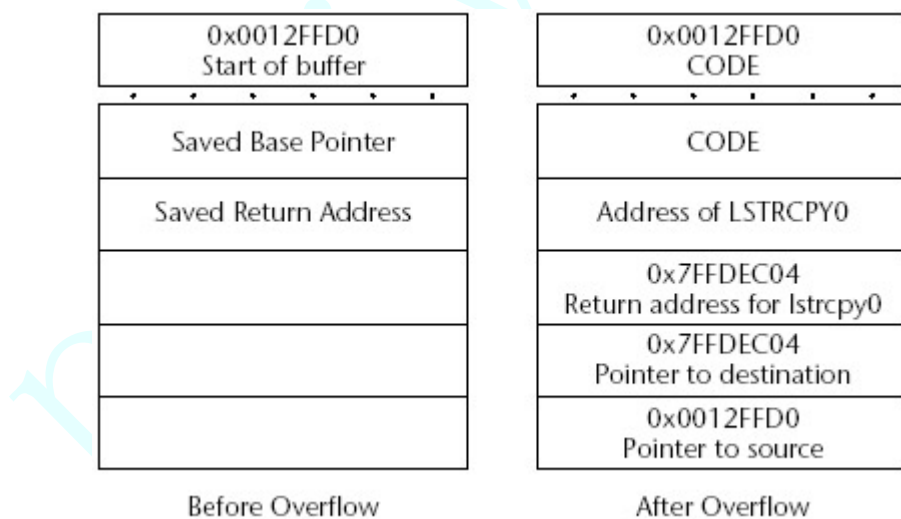 0x0012FFD0
Start of buffer
Saved Base Pointer
Saved Return Address
Before Overflow
0x0012FFD0
CODE
CODE
Address of LSTRCPY0
0x7FFDEC04
Return address for lstrcpy0
0x7FFDEC04
Pointer to destination
0x0012FFD0
Pointer to source
After Overflow